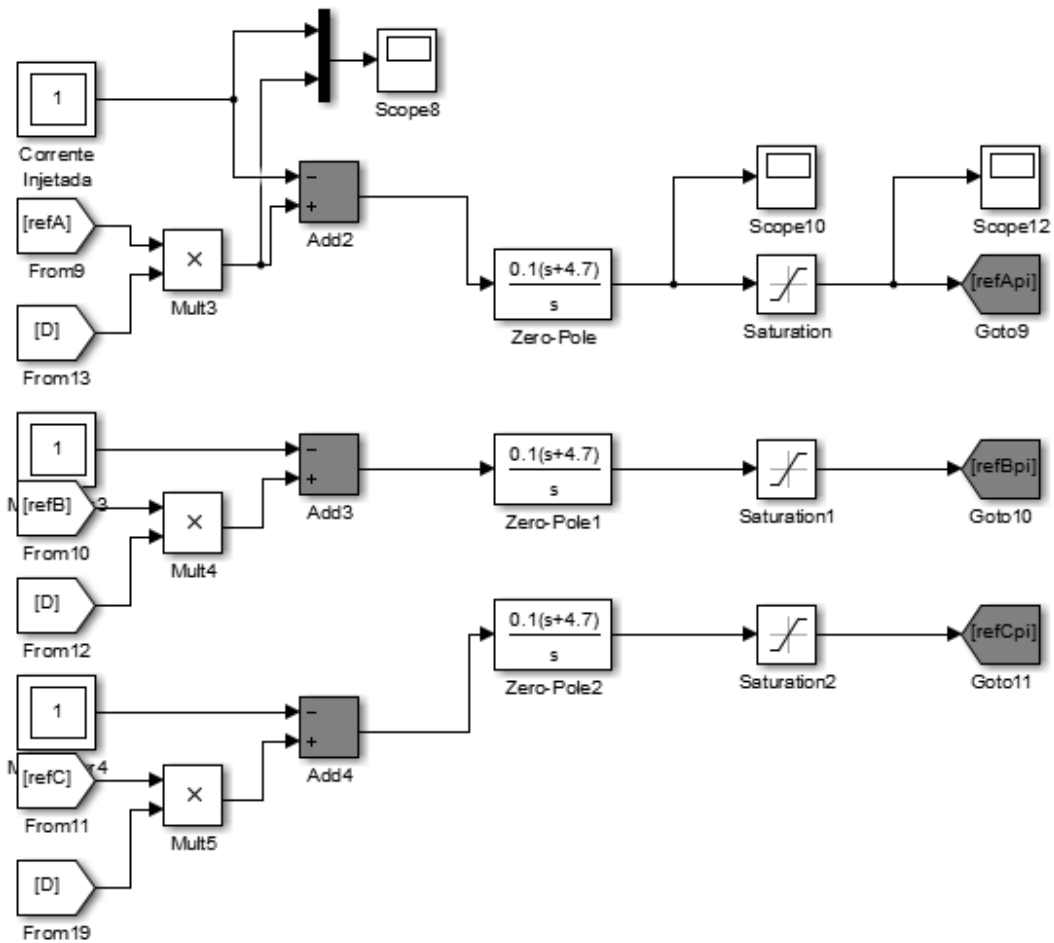 1
Corrente
Injetada
Scope8
−
+
Add2
[refA]
From9
×
Mult3
[D]
From13
0.1(s+4.7)
s
Zero-Pole
Scope10
Saturation
Scope12
[refApi]
Goto9
1
[refB]
From10
×
Mult4
[D]
From12
−
+
Add3
0.1(s+4.7)
s
Zero-Pole1
Saturation1
[refBpi]
Goto10
1
[refC]
From11
×
Mult5
[D]
From19
−
+
Add4
0.1(s+4.7)
s
Zero-Pole2
Saturation2
[refCpi]
Goto11